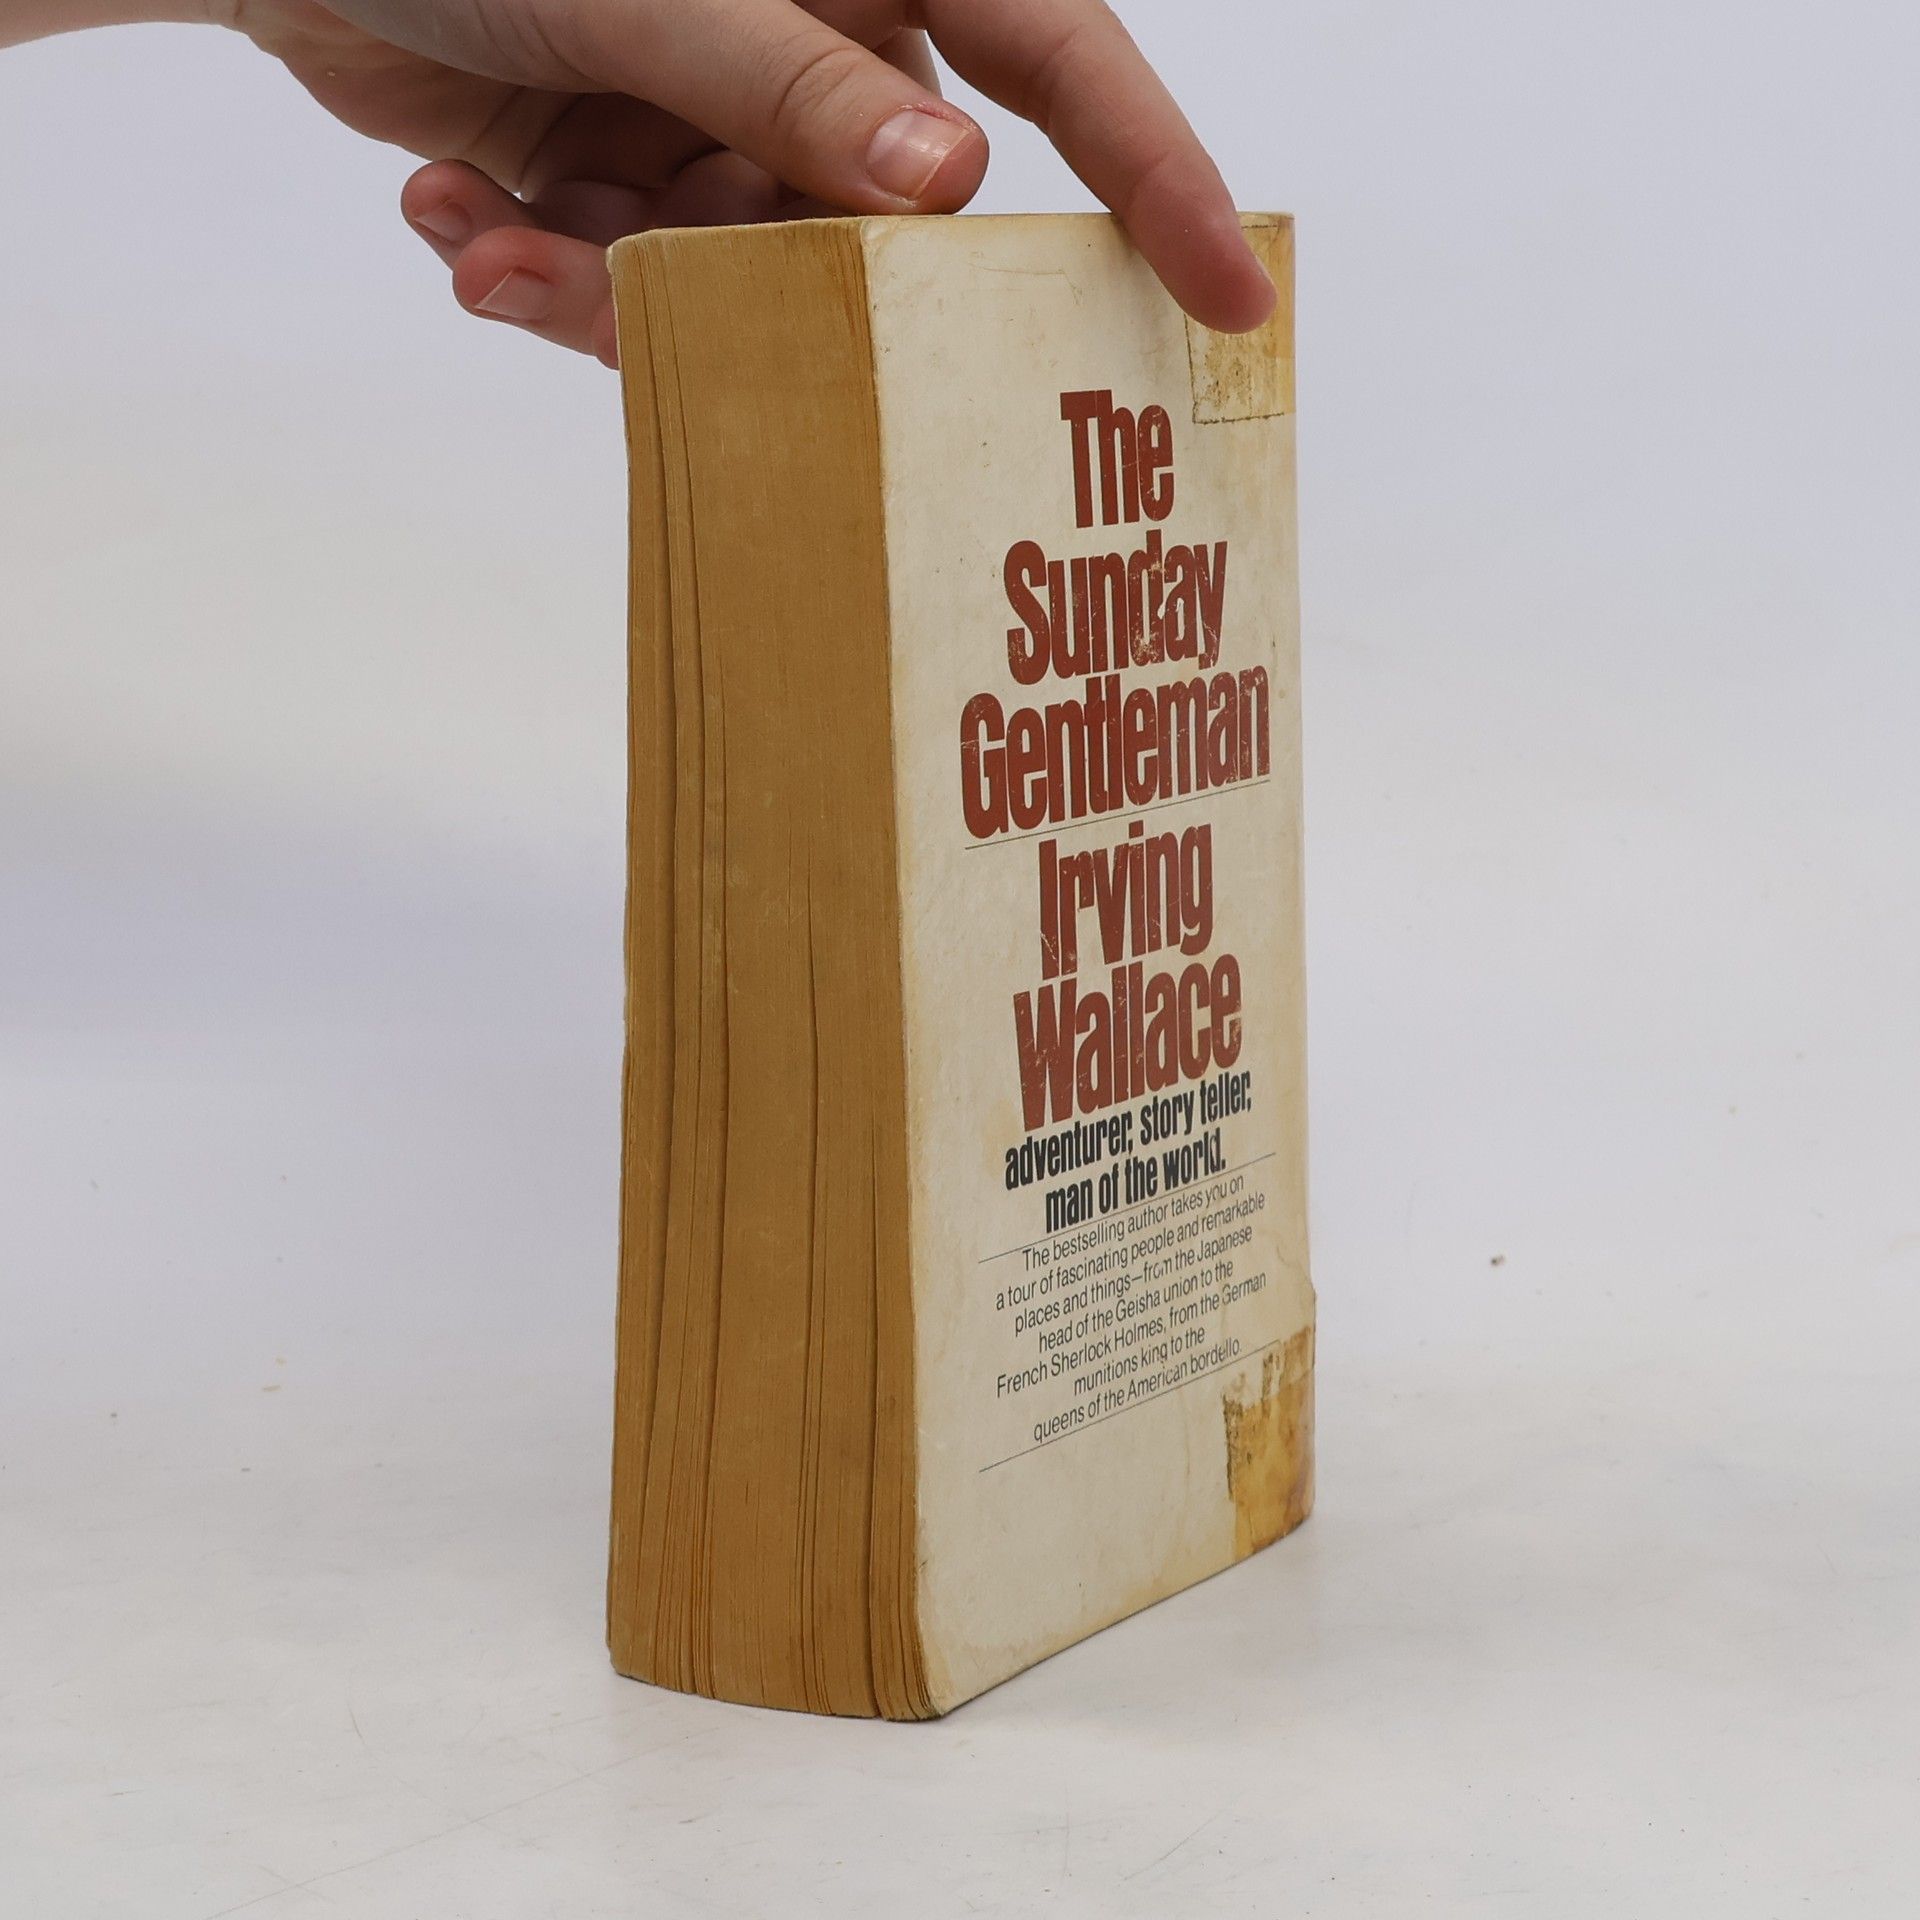 The
Sunday
Gentleman
Irving
Wallace
adventurer, story teller,
man of the world.
The bestselling author takes you on
a tour of fascinating people and remarkable
places and things—from the Japanese
head of the Geisha union to the
French Sherlock Holmes, from the German
munitions king to the
queens of the American bordello.